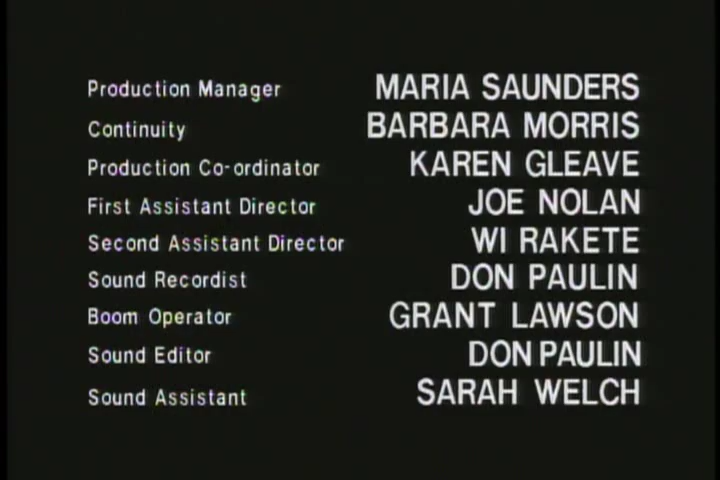 Production Manager MARIA SAUNDERS
Continuity BARBARA MORRIS
Production Co-ordinator KAREN GLEAVE
First Assistant Director JOE NOLAN
Second Assistant Director WI RAKETE
Sound Recordist DON PAULIN
Boom Operator GRANT LAWSON
Sound Editor DON PAULIN
Sound Assistant SARAH WELCH